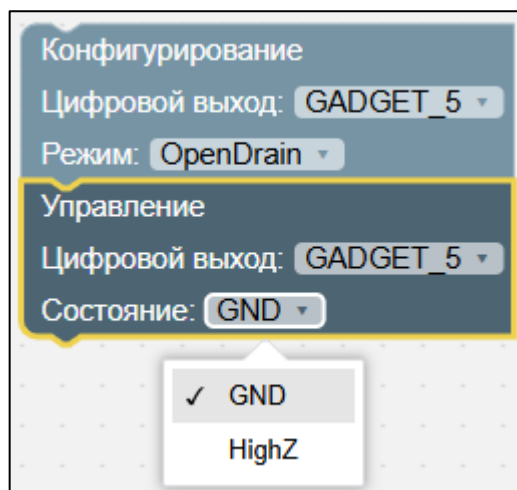 Конфигурирование
Цифровой выход: GADGET_5
Режим: OpenDrain
Управление
Цифровой выход: GADGET_5
Состояние: GND
✓ GND
HighZ